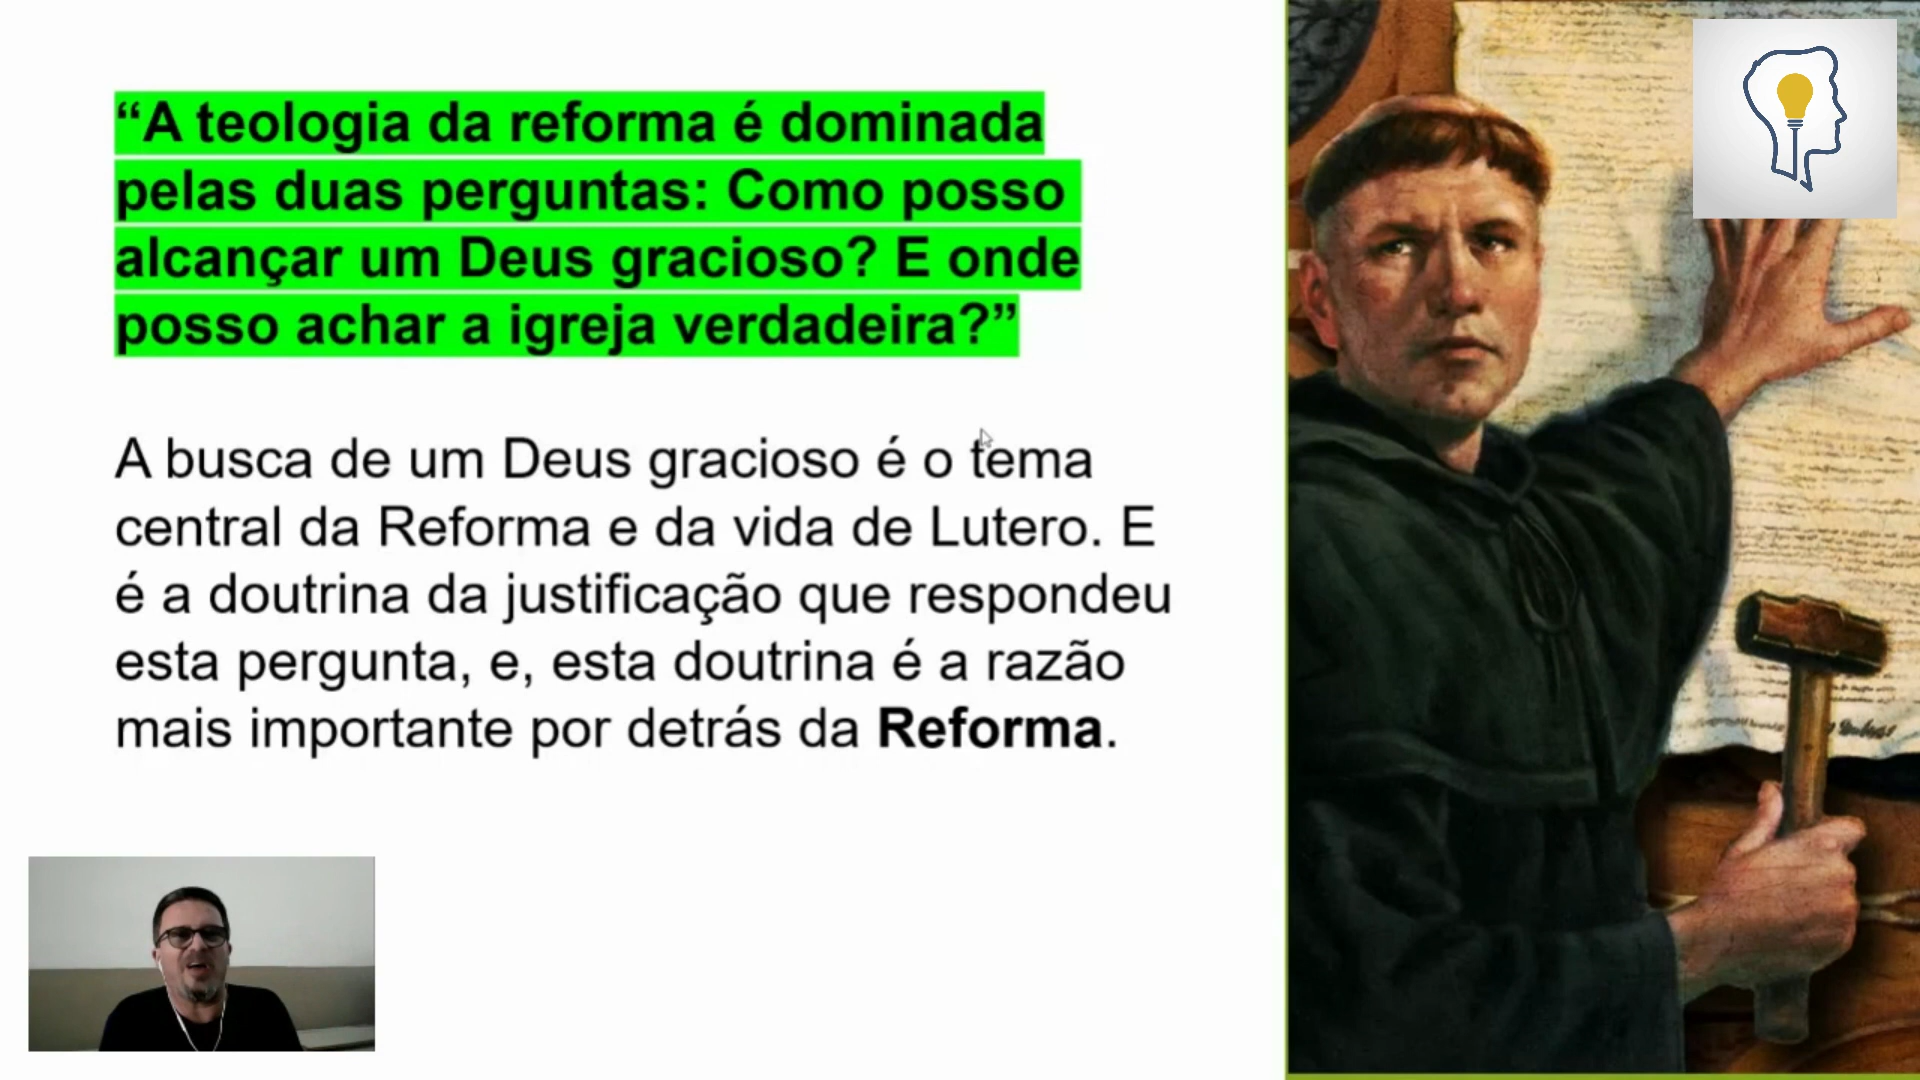 “A teologia da reforma é dominada
pelas duas perguntas: Como posso
alcançar um Deus gracioso? E onde
posso achar a igreja verdadeira?”
A busca de um Deus gracioso é o tema
central da Reforma e da vida de Lutero. E
é a doutrina da justificação que respondeu
esta pergunta, e, esta doutrina é a razão
mais importante por detrás da Reforma.